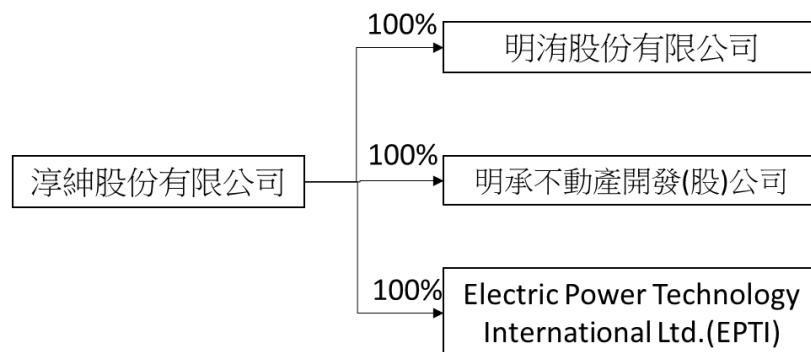 100%
明洧股份有限公司
100%
淳紳股份有限公司
明承不動產開發(股)公司
100%
Electric Power Technology
International Ltd.(EPTI)